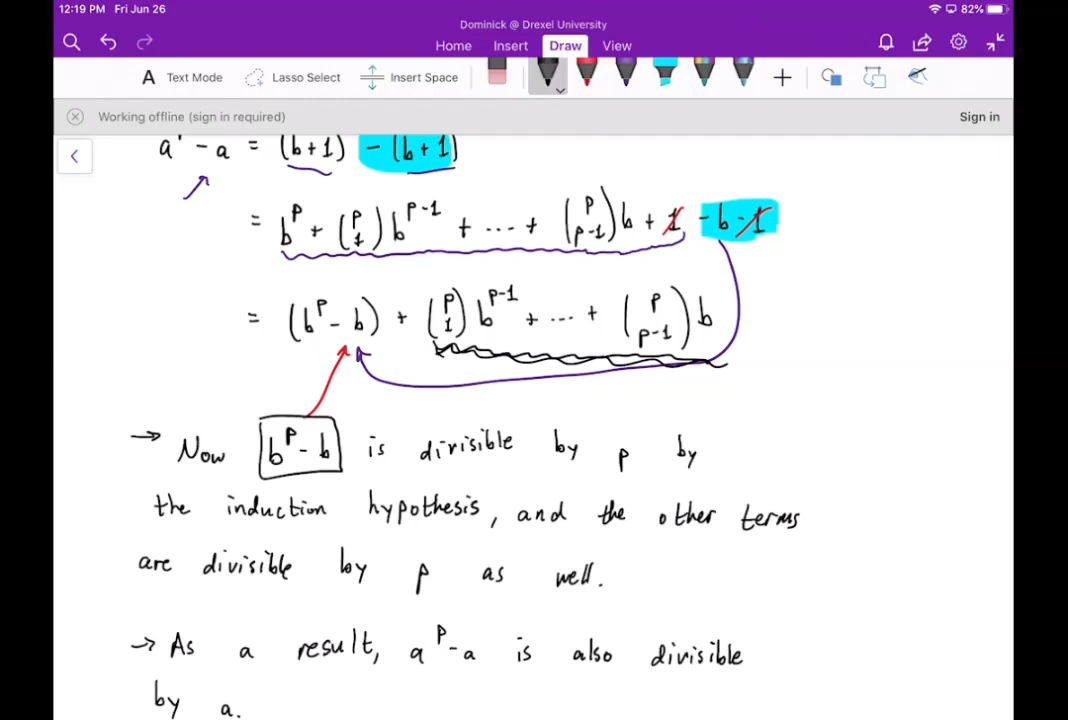 12:19 PM Fri Jun 26
82%
Dominick @ Drexel University
Home Insert Draw View
A Text Mode Lasso Select Insert Space
Working offline (sign in required) Sign in
a^p - a = (b+1) - (b+1)
= b^p + (p 1) b^{p-1} + ... + (p p-1) b + 1 - b - 1
= (b^p - b) + (p 1) b^{p-1} + ... + (p p-1) b
→ Now b^p - b is divisible by p by
the induction hypothesis, and the other terms
are divisible by p as well.
→ As a result, a^p - a is also divisible
by a.